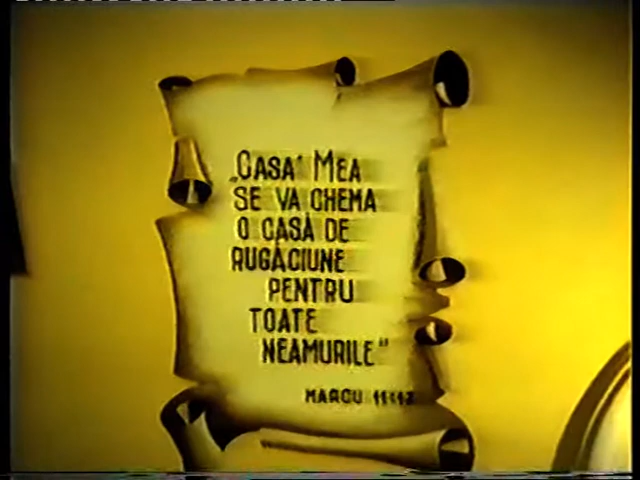 „CASA MEA
SE VA CHEMA
O CASĂ DE
RUGĂCIUNE
PENTRU
TOATE
NEAMURILE"
MARCU 11:17